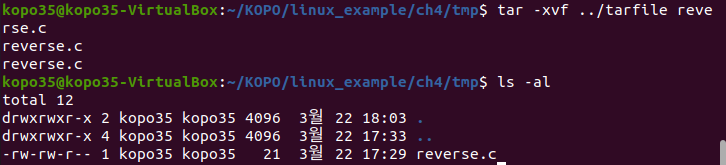 kopo35@kopo35-VirtualBox:~/KOPO/linux_example/ch4/tmp$ tar -xvf ../tarfile reve
rse.c
reverse.c
reverse.c
kopo35@kopo35-VirtualBox:~/KOPO/linux_example/ch4/tmp$ ls -al
total 12
drwxrwxr-x 2 kopo35 kopo35 4096  3월 22 18:03 .
drwxrwxr-x 4 kopo35 kopo35 4096  3월 22 17:33 ..
-rw-rw-r-- 1 kopo35 kopo35   21  3월 22 17:29 reverse.c